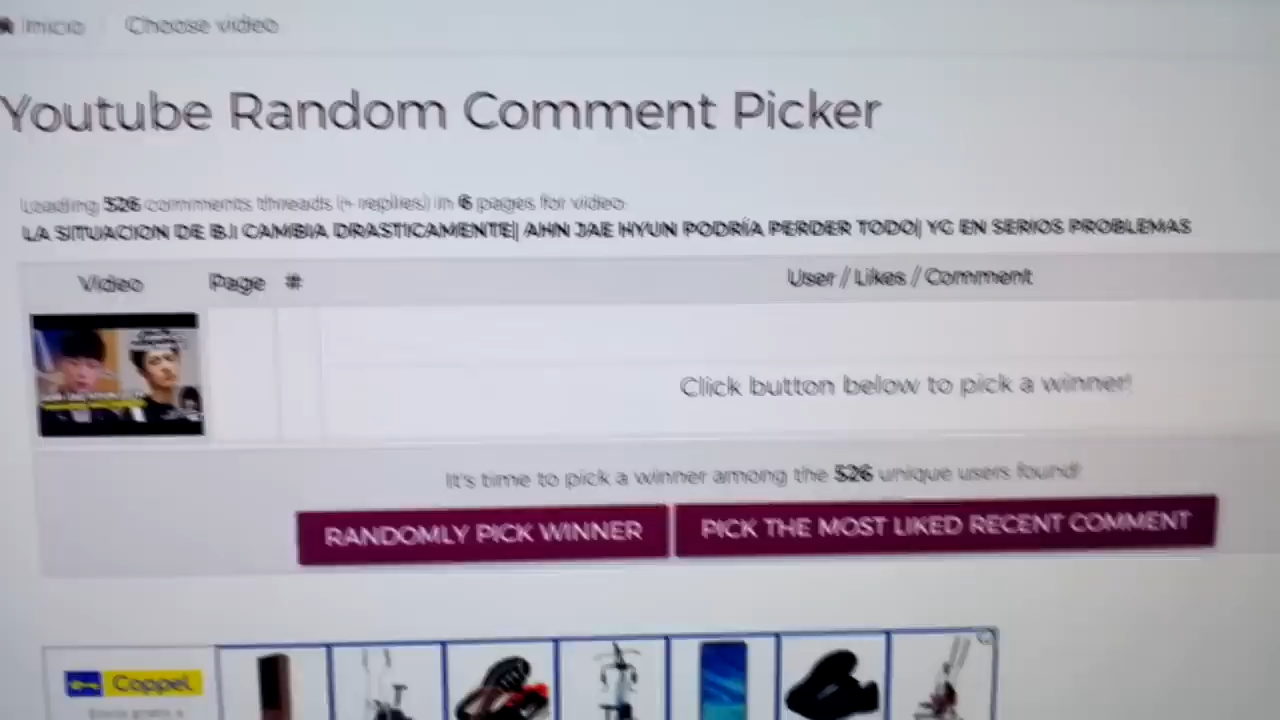 Inicio Choose video
Youtube Random Comment Picker
Loading 526 comments threads (+ replies) in 6 pages for video
LA SITUACION DE B.I CAMBIA DRASTICAMENTE| AHN JAE HYUN PODRÍA PERDER TODO| YG EN SERIOS PROBLEMAS
Video Page # User / Likes / Comment
Click button below to pick a winner!
It's time to pick a winner among the 526 unique users found!
RANDOMLY PICK WINNER PICK THE MOST LIKED RECENT COMMENT
Coppel